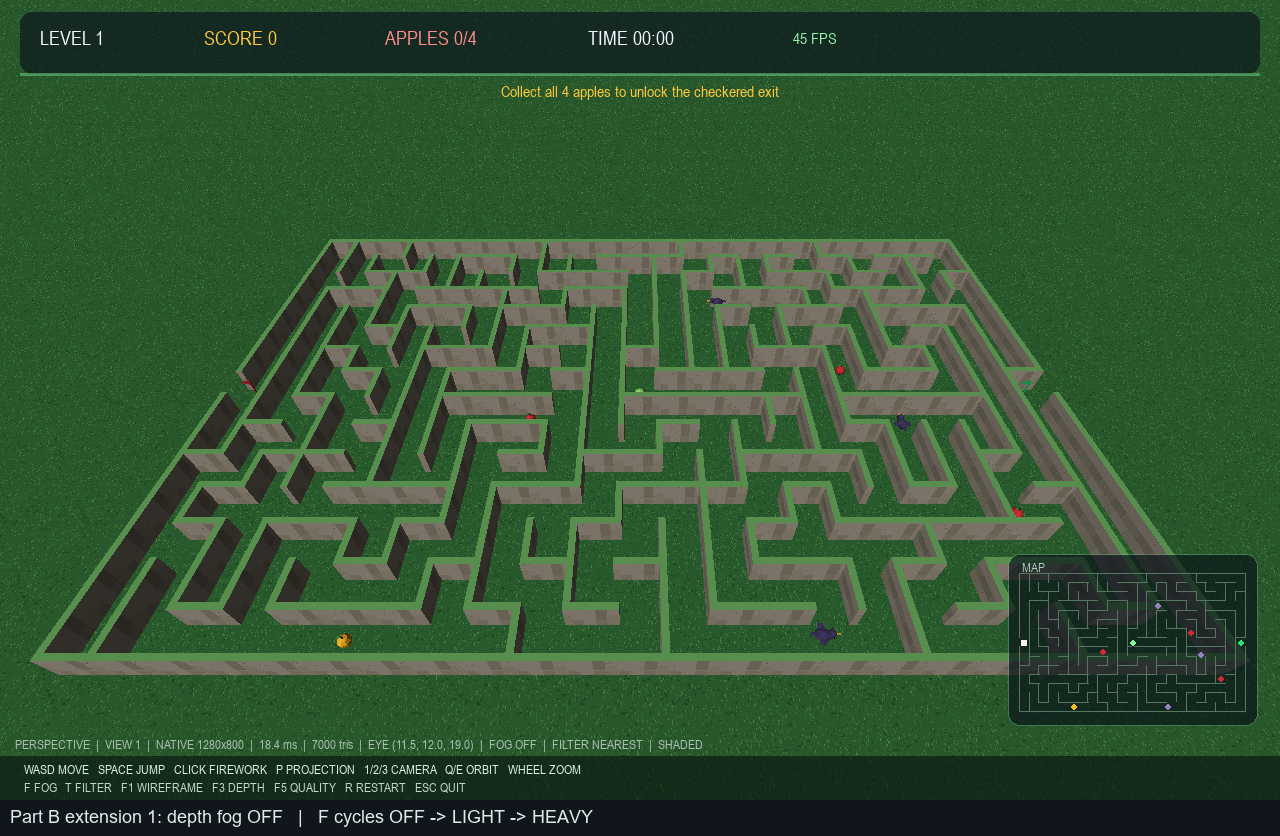 LEVEL 1 SCORE 0 APPLES 0/4 TIME 00:00 45 FPS
Collect all 4 apples to unlock the checkered exit
MAP
PERSPECTIVE | VIEW 1 | NATIVE 1280x800 | 18.4 ms | 7000 tris | EYE (11.5, 12.0, 19.0) | FOG OFF | FILTER NEAREST | SHADED
WASD MOVE SPACE JUMP CLICK FIREWORK P PROJECTION 1/2/3 CAMERA Q/E ORBIT WHEEL ZOOM
F FOG T FILTER F1 WIREFRAME F3 DEPTH F5 QUALITY R RESTART ESC QUIT
Part B extension 1: depth fog OFF | F cycles OFF -> LIGHT -> HEAVY